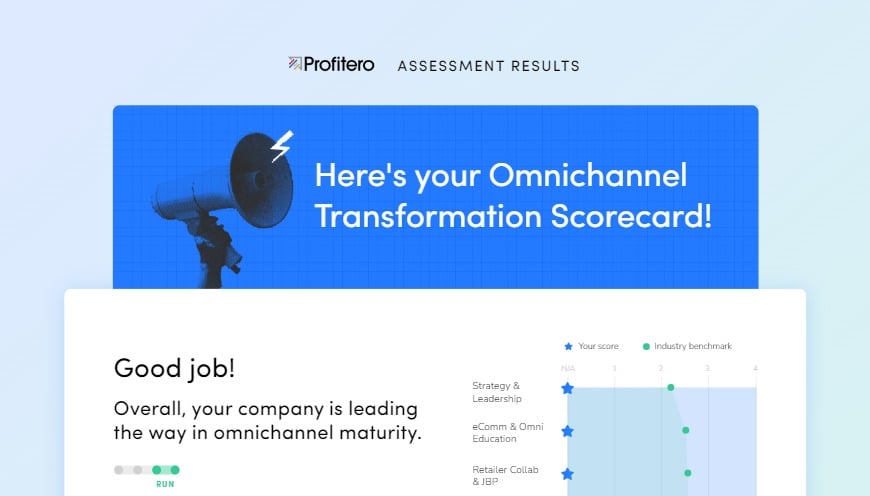 Profitero ASSESSMENT RESULTS
Here's your Omnichannel
Transformation Scorecard!
Good job!
Overall, your company is leading
the way in omnichannel maturity.
RUN
Your score Industry benchmark
N/A 1 2 3 4
Strategy &
Leadership
eComm & Omni
Education
Retailer Collab
& JBP